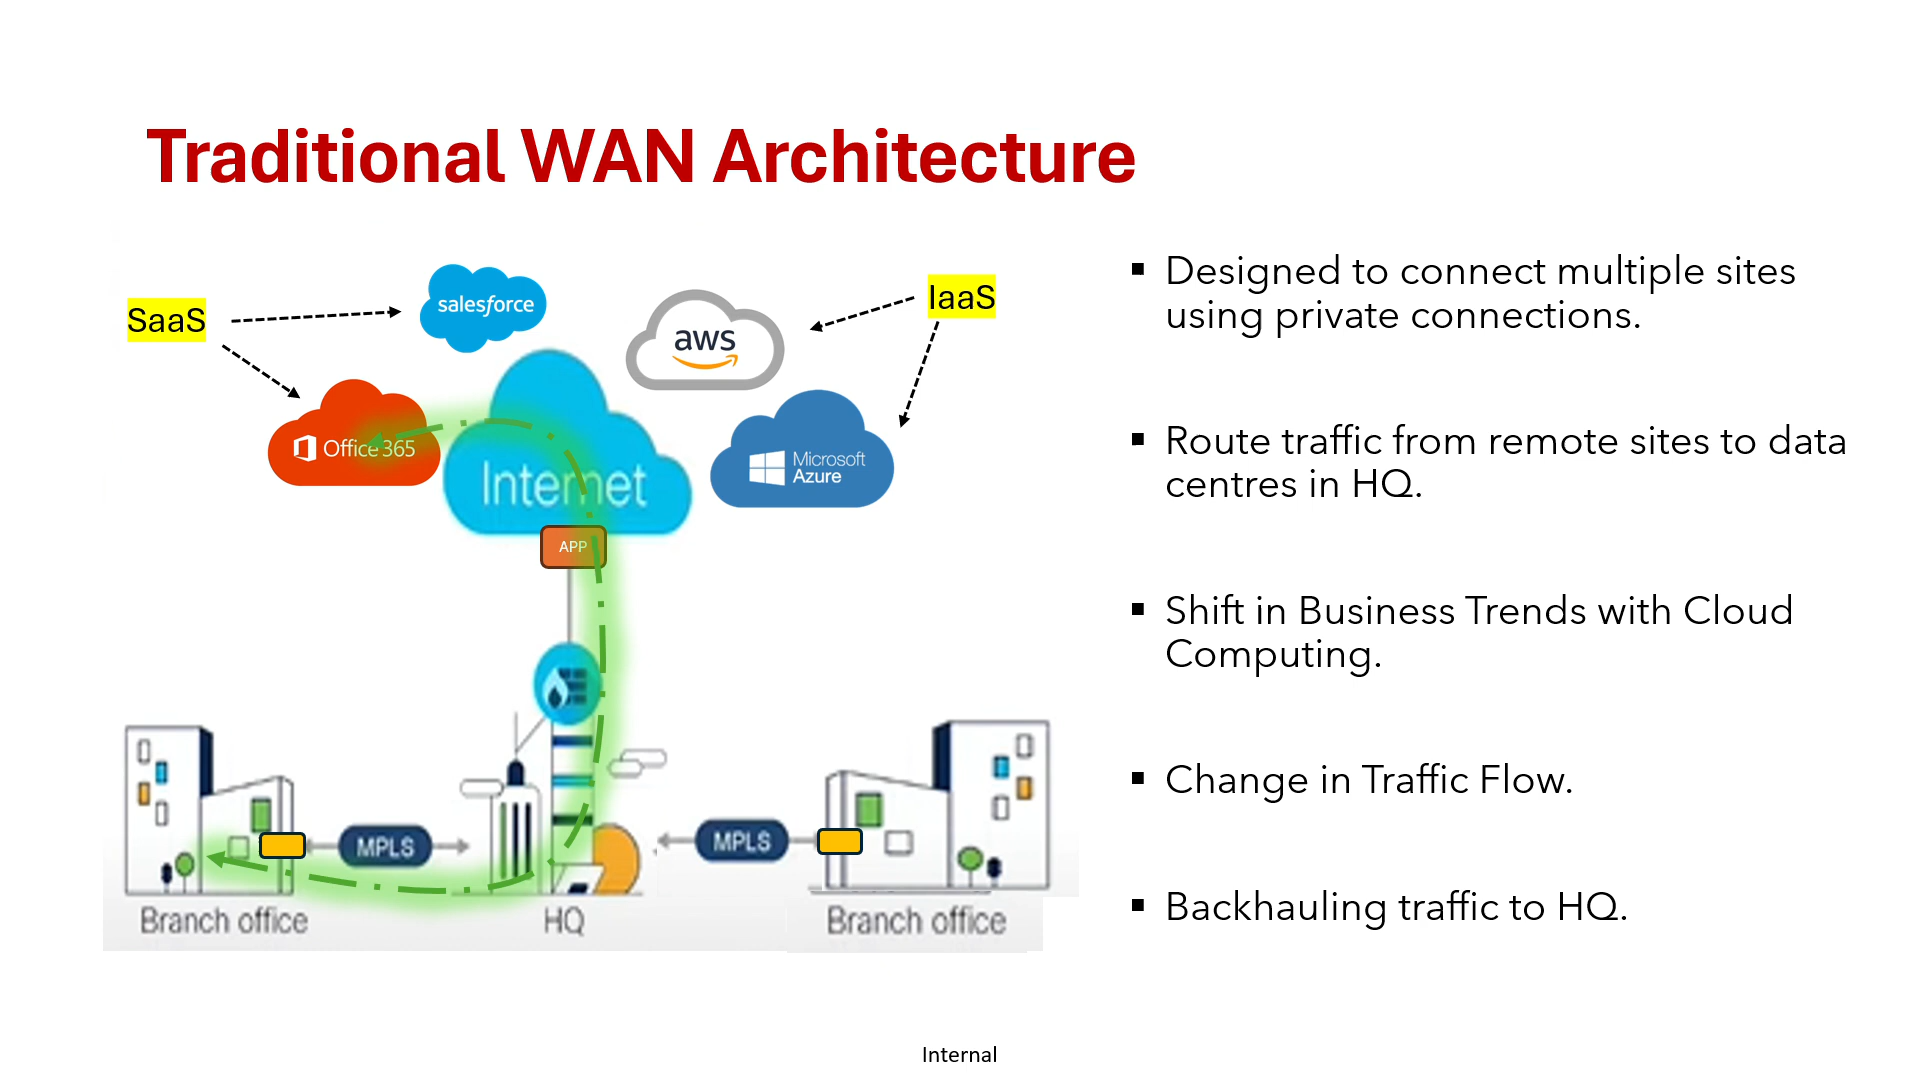 Traditional WAN Architecture
SaaS
salesforce
IaaS
aws
Office 365
Internet
Microsoft
Azure
APP
MPLS
MPLS
Branch office
HQ
Branch office
▪ Designed to connect multiple sites
using private connections.
▪ Route traffic from remote sites to data
centres in HQ.
▪ Shift in Business Trends with Cloud
Computing.
▪ Change in Traffic Flow.
▪ Backhauling traffic to HQ.
Internal